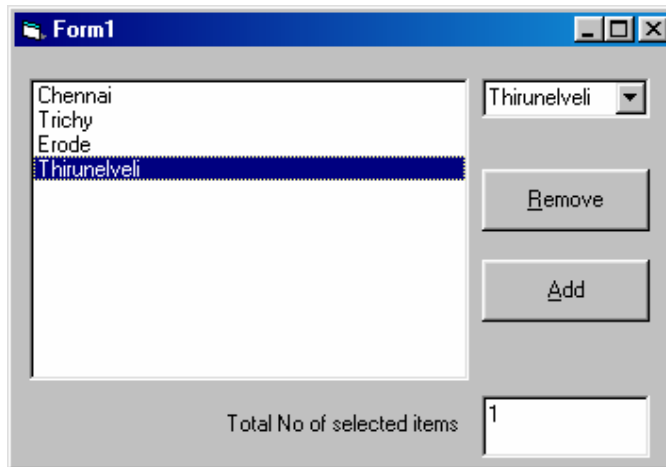 Form1
Chennai
Trichy
Erode
Thirunelveli
Thirunelveli
Remove
Add
Total No of selected items
1